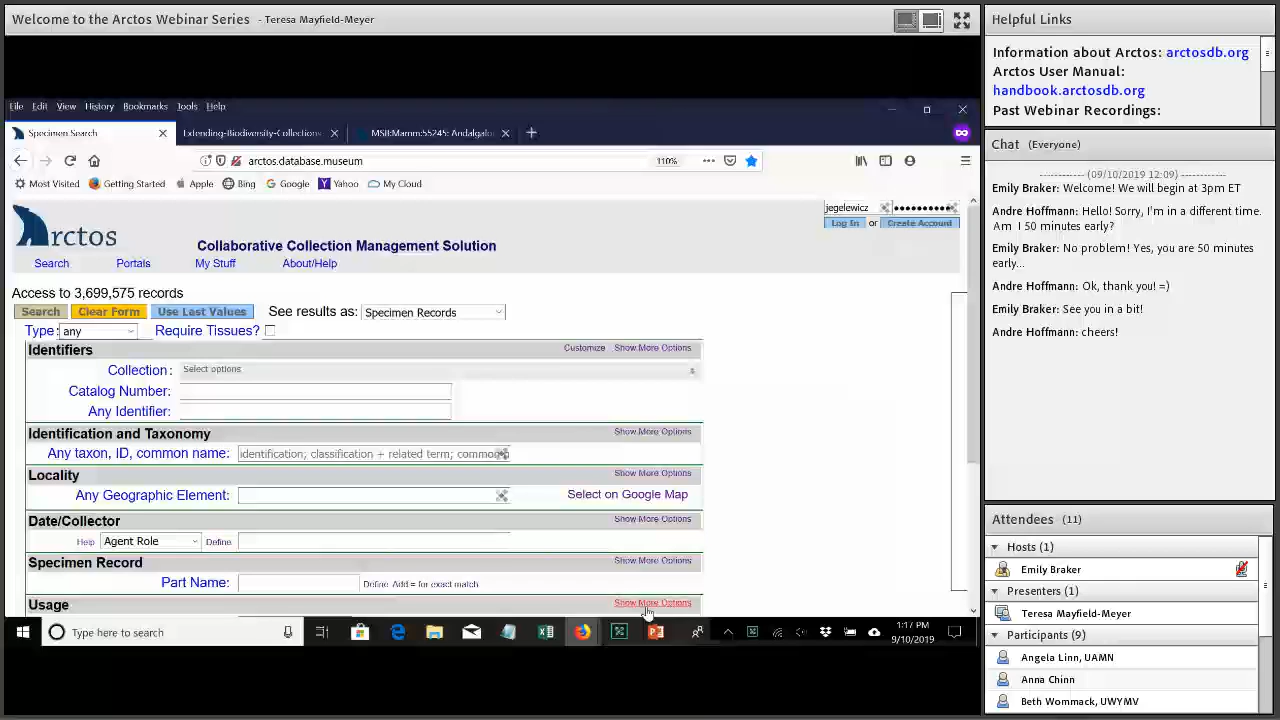 Welcome to the Arctos Webinar Series - Teresa Mayfield-Meyer
File Edit View History Bookmarks Tools Help
Specimen Search
Extending-Biodiversity-Collections
MSB:Mamm:55245: Andalgalo
arctos.database.museum
110%
Most Visited Getting Started Apple Bing Google Yahoo My Cloud
jegelewicz
Log In or Create Account
Arctos
Collaborative Collection Management Solution
Search Portals My Stuff About/Help
Access to 3,699,575 records
Search Clear Form Use Last Values See results as: Specimen Records
Type: any Require Tissues?
Identifiers Customize Show More Options
Collection: Select options
Catalog Number:
Any Identifier:
Identification and Taxonomy Show More Options
Any taxon, ID, common name: identification; classification + related term; common
Locality Show More Options
Any Geographic Element: Select on Google Map
Date/Collector Show More Options
Help Agent Role Define
Specimen Record Show More Options
Part Name: Define Add = for exact match
Usage Show More Options
Type here to search
1:17 PM
9/10/2019
Helpful Links
Information about Arctos: arctosdb.org
Arctos User Manual:
handbook.arctosdb.org
Past Webinar Recordings:
Chat (Everyone)
------------ (09/10/2019 12:09) ------------
Emily Braker: Welcome! We will begin at 3pm ET
Andre Hoffmann: Hello! Sorry, I'm in a different time.
Am I 50 minutes early?
Emily Braker: No problem! Yes, you are 50 minutes
early...
Andre Hoffmann: Ok, thank you! =)
Emily Braker: See you in a bit!
Andre Hoffmann: cheers!
Attendees (11)
Hosts (1)
Emily Braker
Presenters (1)
Teresa Mayfield-Meyer
Participants (9)
Angela Linn, UAMN
Anna Chinn
Beth Wommack, UWYMV